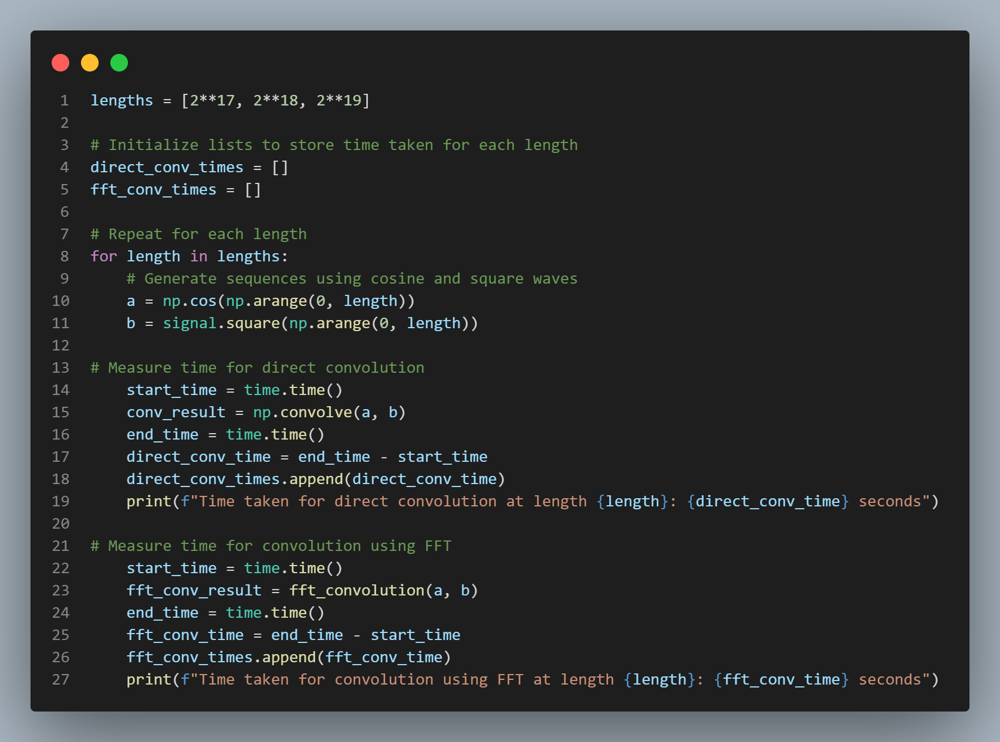 1 lengths = [2**17, 2**18, 2**19]
2
3 # Initialize lists to store time taken for each length
4 direct_conv_times = []
5 fft_conv_times = []
6
7 # Repeat for each length
8 for length in lengths:
9     # Generate sequences using cosine and square waves
10     a = np.cos(np.arange(0, length))
11     b = signal.square(np.arange(0, length))
12
13 # Measure time for direct convolution
14     start_time = time.time()
15     conv_result = np.convolve(a, b)
16     end_time = time.time()
17     direct_conv_time = end_time - start_time
18     direct_conv_times.append(direct_conv_time)
19     print(f"Time taken for direct convolution at length {length}: {direct_conv_time} seconds")
20
21 # Measure time for convolution using FFT
22     start_time = time.time()
23     fft_conv_result = fft_convolution(a, b)
24     end_time = time.time()
25     fft_conv_time = end_time - start_time
26     fft_conv_times.append(fft_conv_time)
27     print(f"Time taken for convolution using FFT at length {length}: {fft_conv_time} seconds")